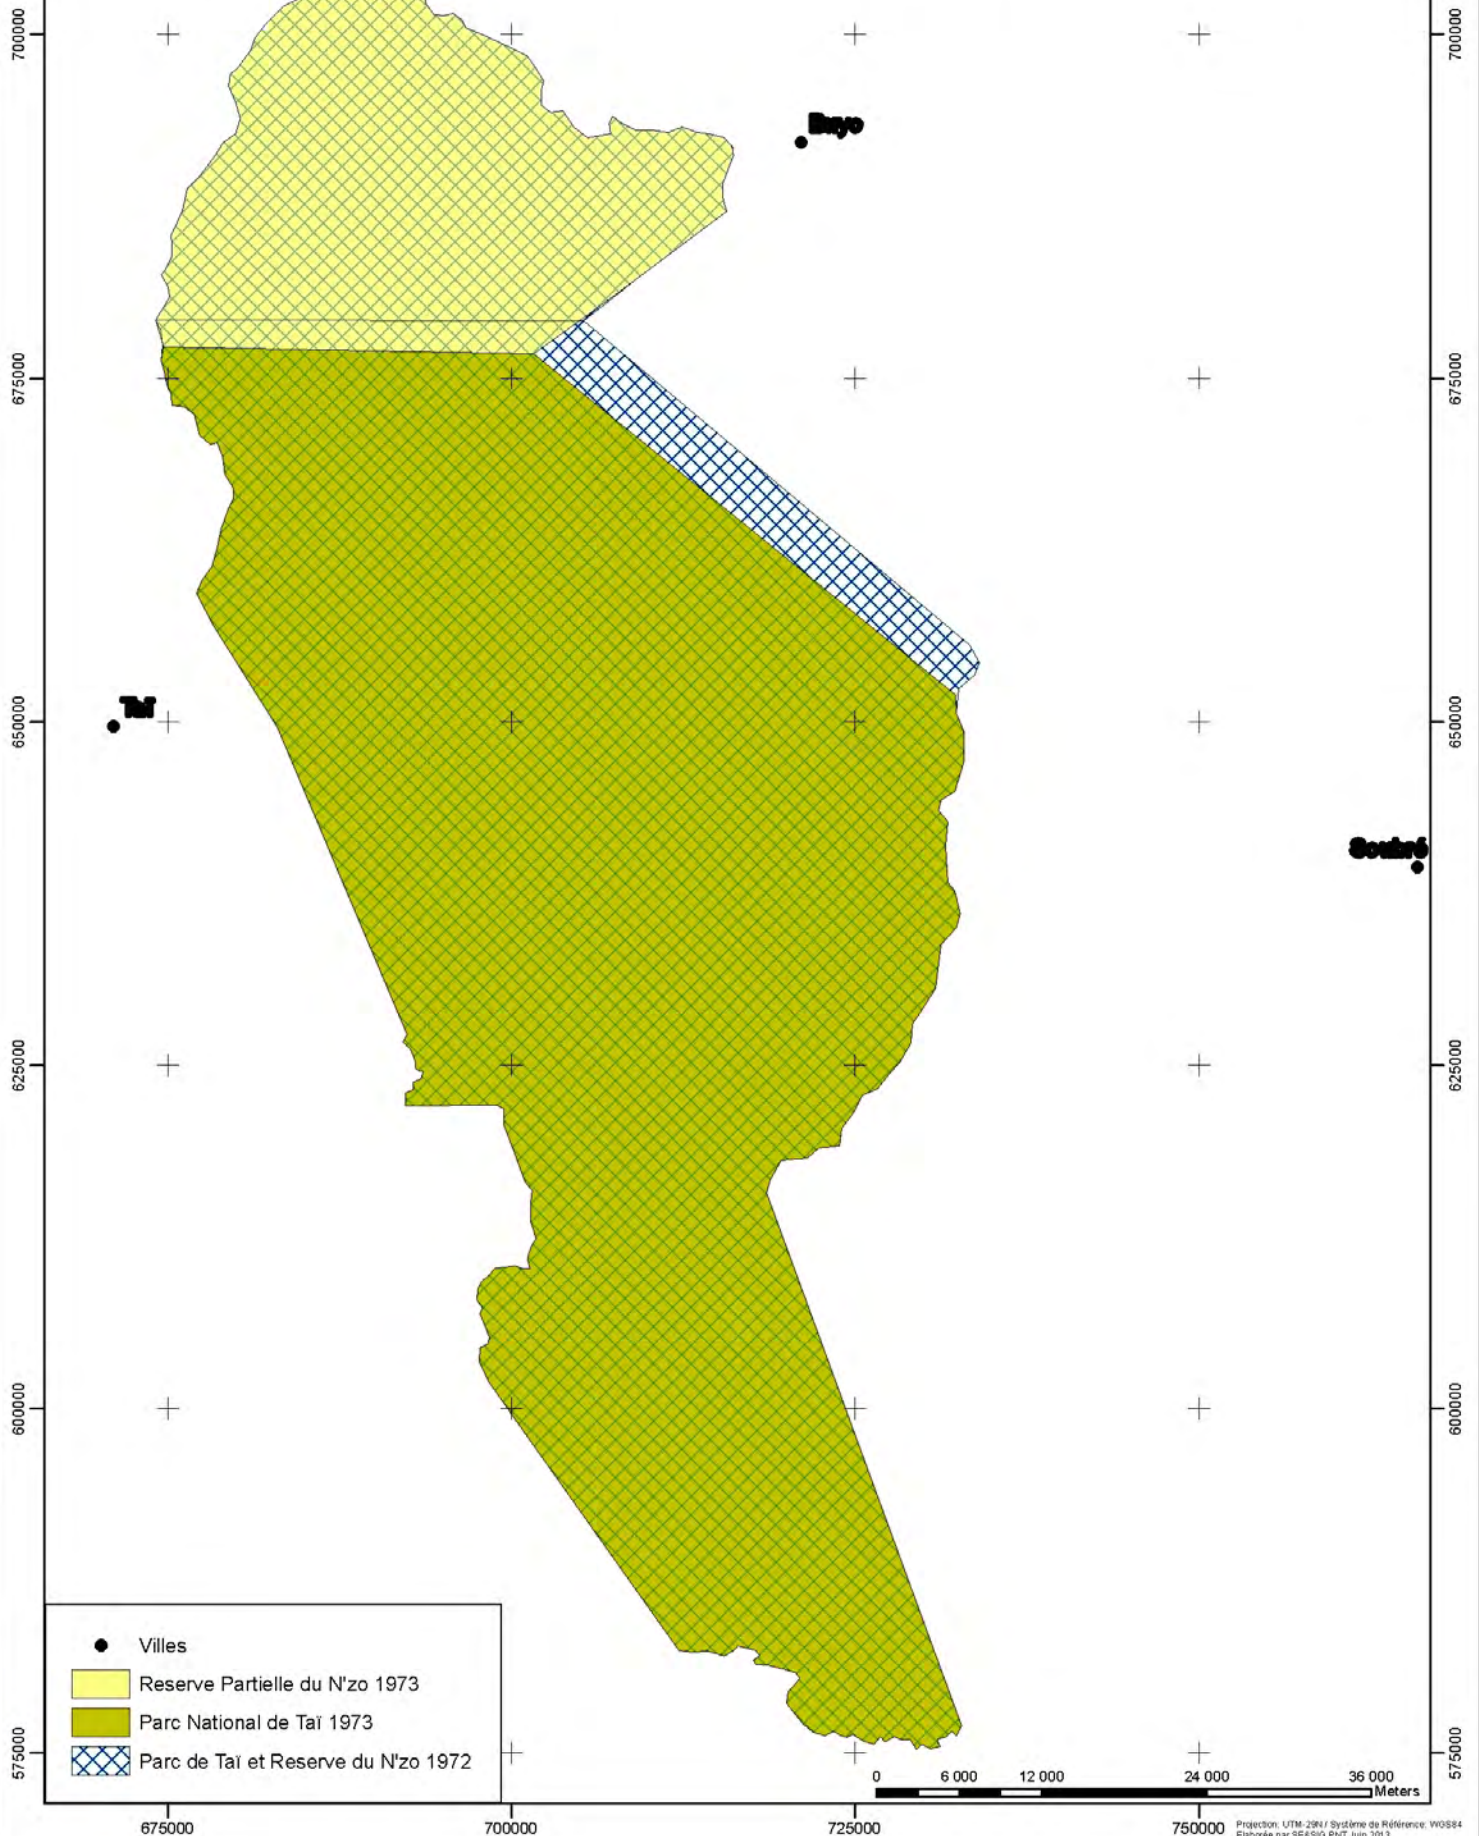 700000
700000
Buyo
675000
675000
Taï
650000
650000
Soubré
625000
625000
600000
600000
Villes
Reserve Partielle du N'zo 1973
Parc National de Taï 1973
Parc de Taï et Reserve du N'zo 1972
575000
575000
0 6 000 12 000 24 000 36 000
Meters
675000 700000 725000 750000
Projection: UTM-29N / Système de Référence: WGS84